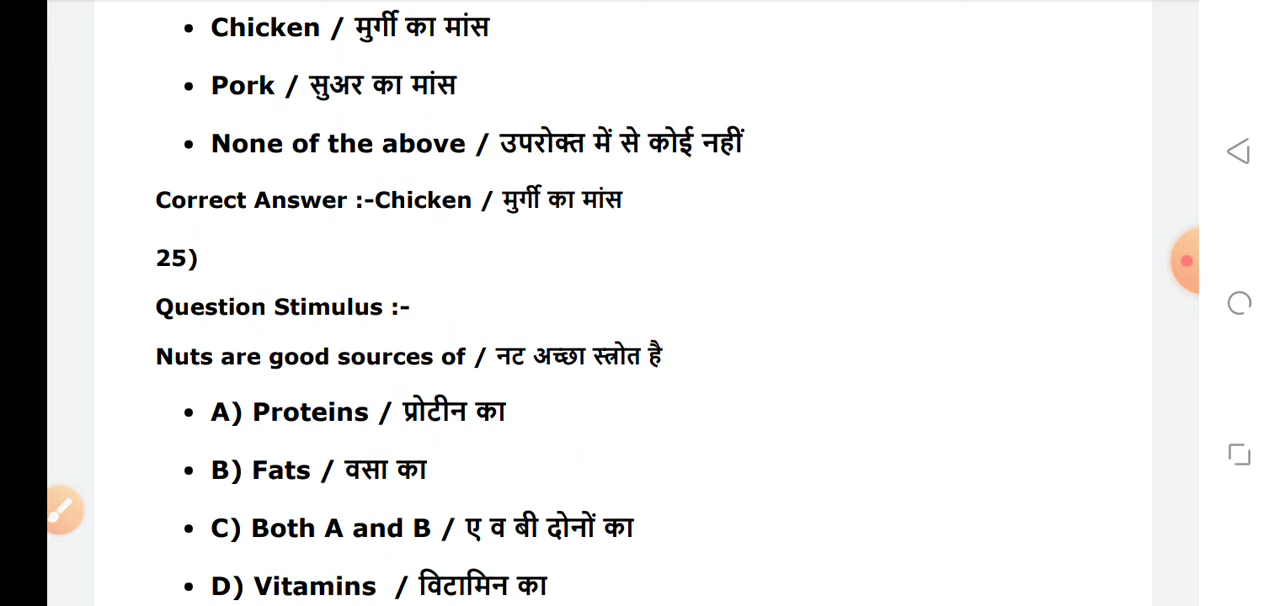 • Chicken / मुर्गी का मांस
• Pork / सुअर का मांस
• None of the above / उपरोक्त में से कोई नहीं
Correct Answer :-Chicken / मुर्गी का मांस
25)
Question Stimulus :-
Nuts are good sources of / नट अच्छा स्त्रोत है
• A) Proteins / प्रोटीन का
• B) Fats / वसा का
• C) Both A and B / ए व बी दोनों का
• D) Vitamins / विटामिन का